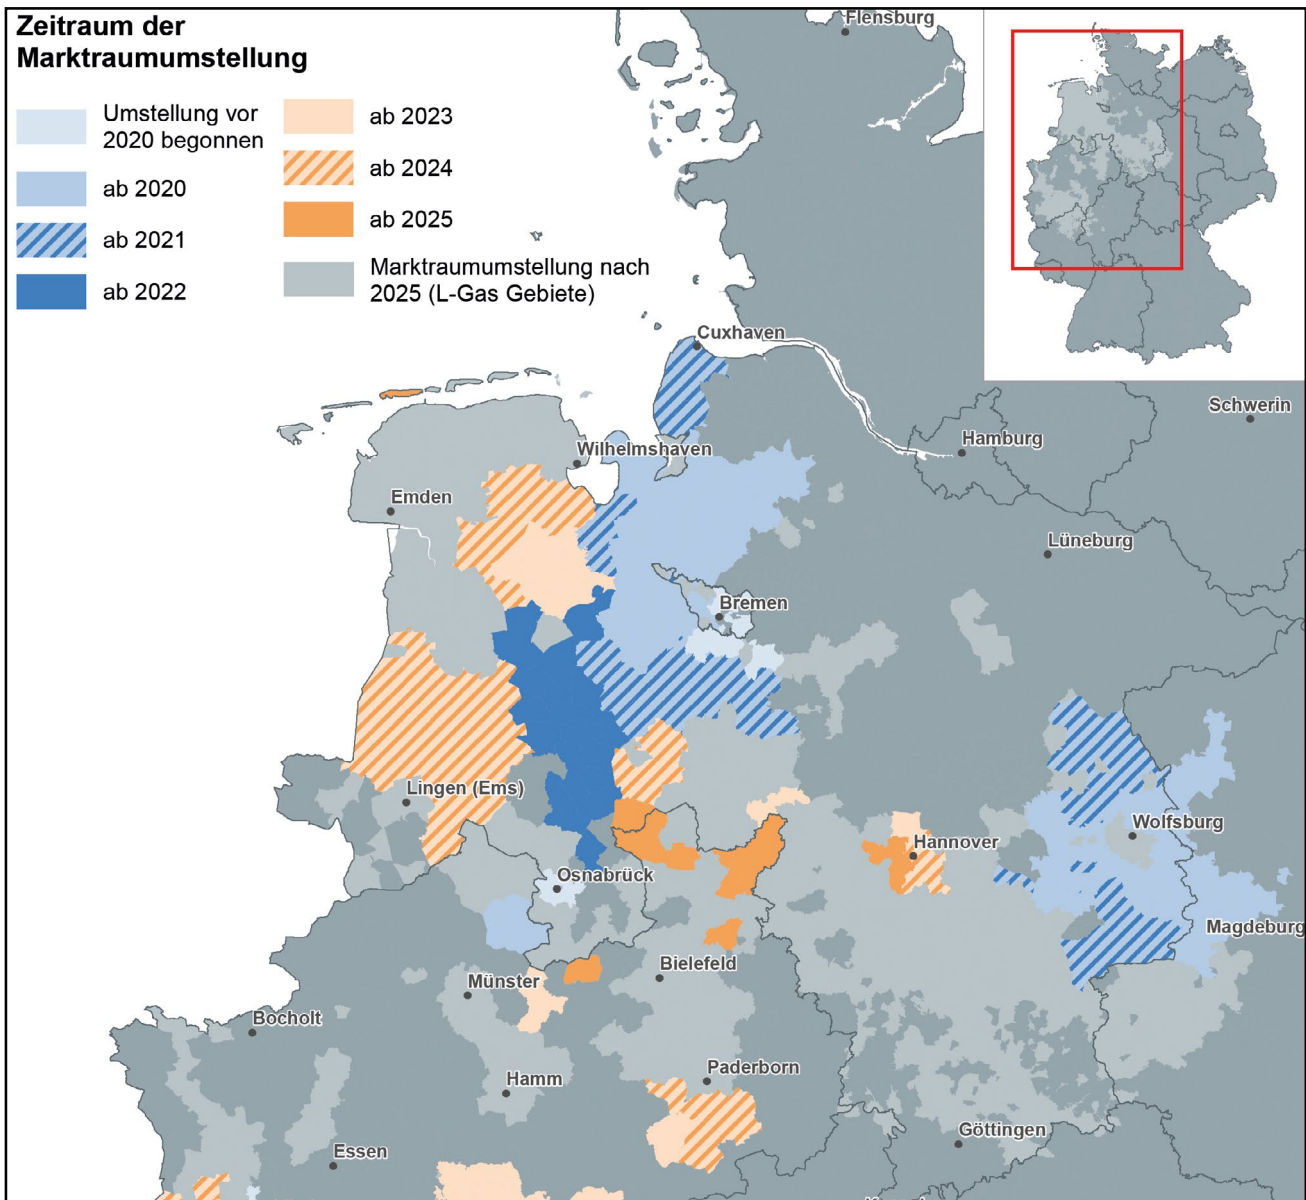 Zeitraum der
Marktraumumstellung
Umstellung vor
2020 begonnen
ab 2020
ab 2021
ab 2022
ab 2023
ab 2024
ab 2025
Marktraumumstellung nach
2025 (L-Gas Gebiete)
Flensburg
Cuxhaven
Schwerin
Hamburg
Wilhelmshaven
Emden
Lüneburg
Bremen
Lingen (Ems)
Wolfsburg
Hannover
Osnabrück
Magdeburg
Bielefeld
Münster
Bocholt
Paderborn
Hamm
Göttingen
Essen